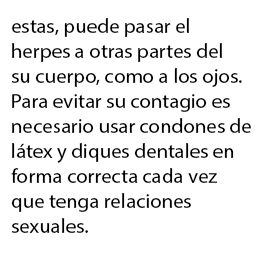 estas, puede pasar el
herpes a otras partes del
su cuerpo, como a los ojos.
Para evitar su contagio es
necesario usar condones de
látex y diques dentales en
forma correcta cada vez
que tenga relaciones
sexuales.